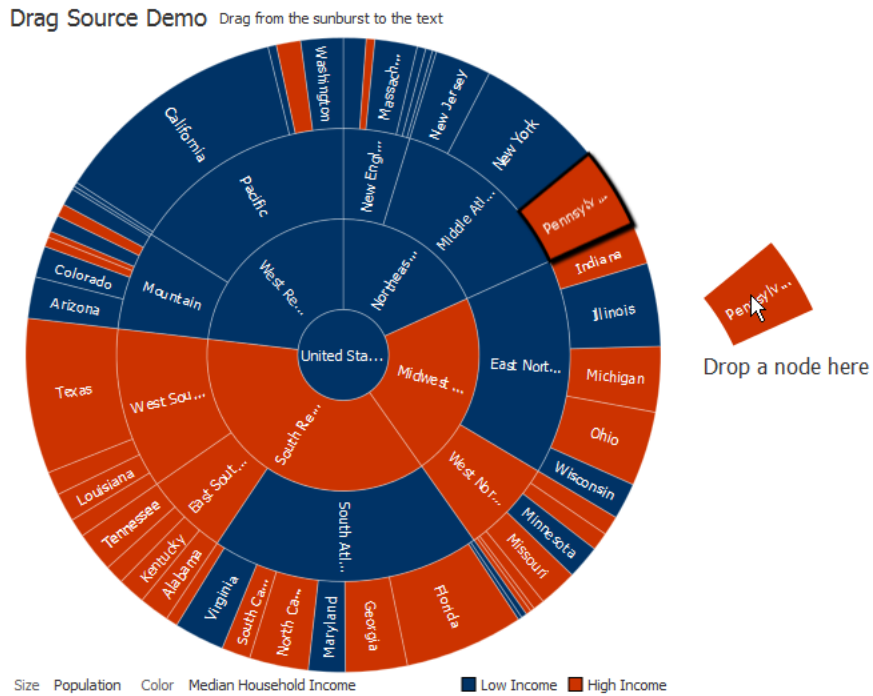 Drag Source Demo Drag from the sunburst to the text
Washington
Massach...
New Jersey
New York
Pennsylv...
Indiana
Illinois
Michigan
Ohio
Wisconsin
Minnesota
Missouri
Florida
Georgia
Maryland
North Ca...
South Ca...
Virginia
Alabama
Kentucky
Tennessee
Louisiana
Texas
Arizona
Colorado
California
Pacific
New Engl...
Middle Atl...
East Nort...
West Nor...
South Atl...
East Sout...
West Sou...
Mountain
West Re...
Northeas...
Midwest ...
South Re...
United Sta...
Pennsylv...
Drop a node here
Size Population Color Median Household Income Low Income High Income